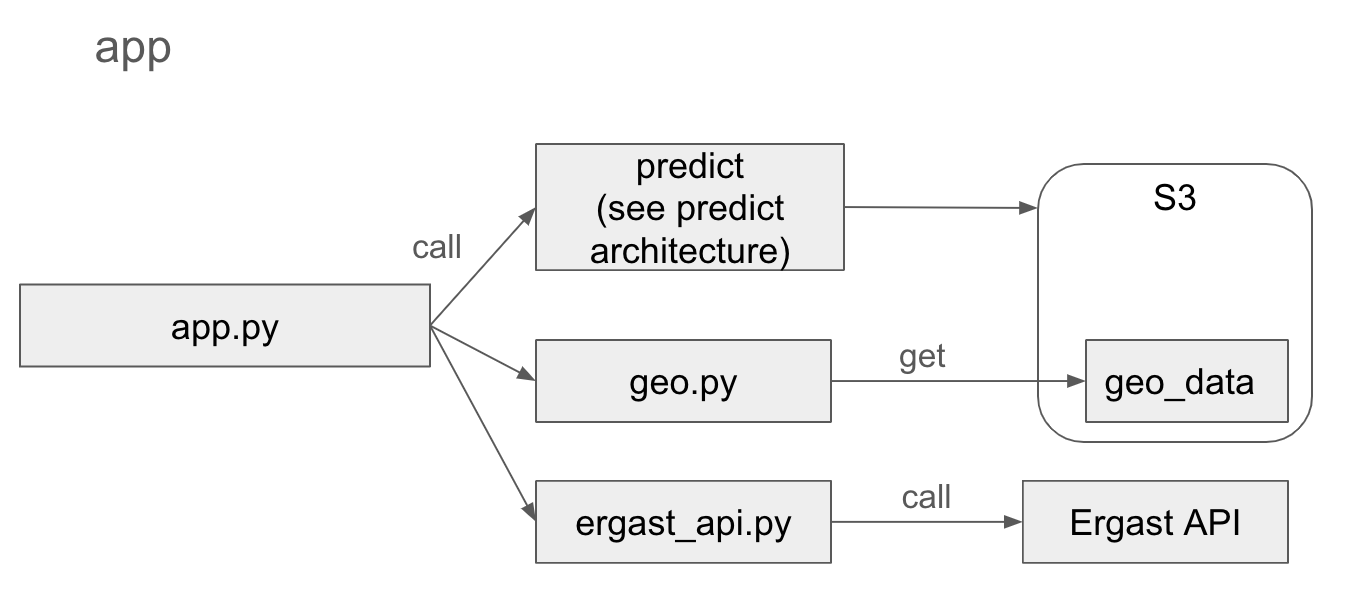 app
call
predict
(see predict
architecture)
S3
app.py
geo.py
get
geo_data
ergast_api.py
call
Ergast API